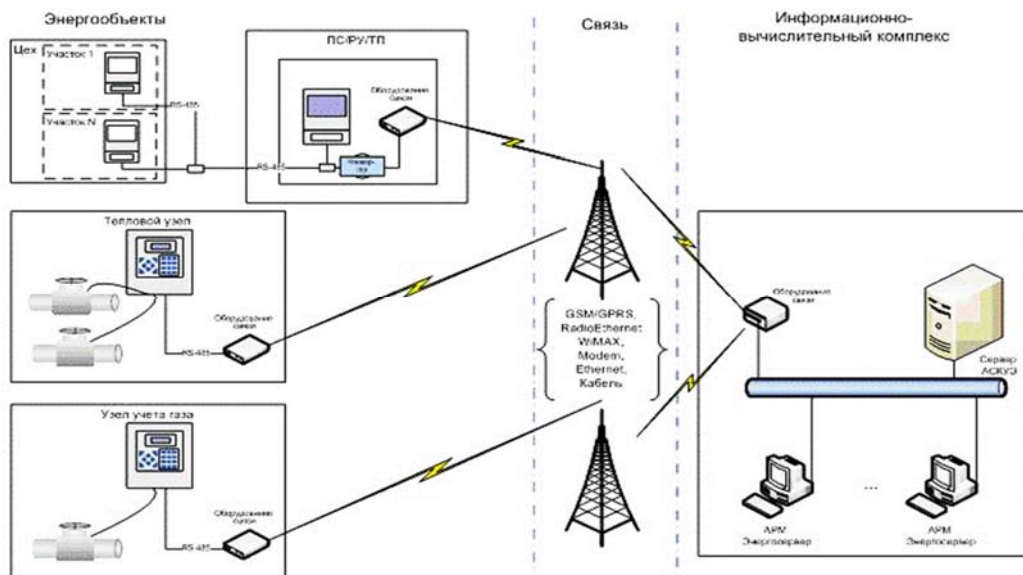 Энергообъекты
Связь
Информационно-
вычислительный комплекс
Цех
Участок 1
RS-485
Участок N
ПС/РУ/ТП
Оборудование
связи
RS-485
Тепловой узел
Оборудование
связи
RS-485
Узел учета газа
Оборудование
связи
RS-485
GSM/GPRS,
RadioEthernet
WiMAX,
Modem,
Ethernet,
Кабель
Оборудование
связи
Сервер
АСКУЭ
...
АРМ
Энергосервер
АРМ
Энергосервер